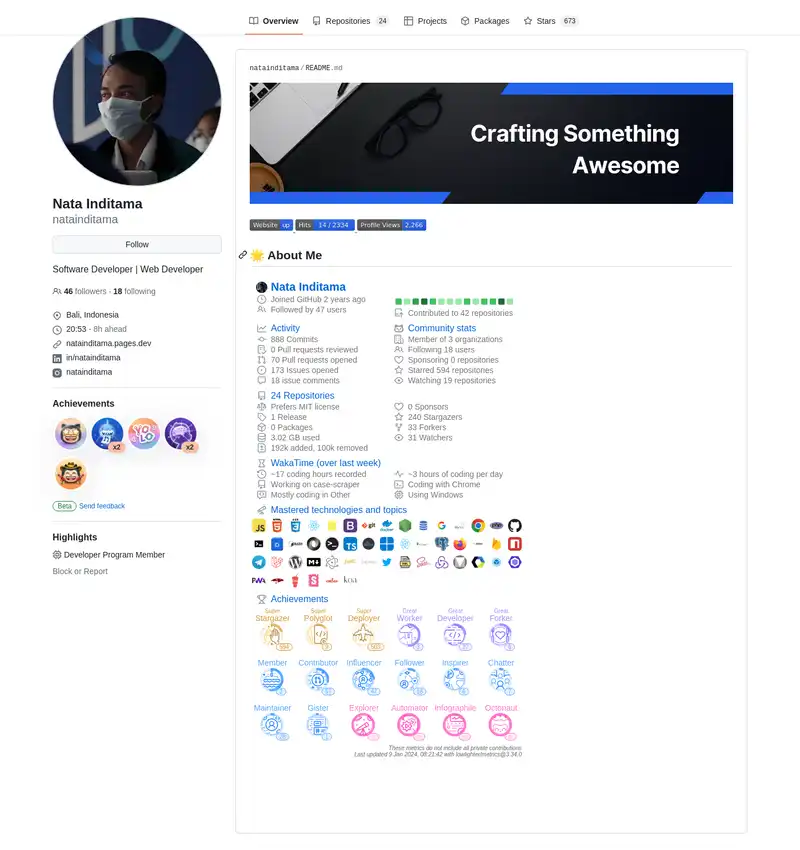 Overview
Repositories 24
Projects
Packages
Stars 673
Nata Inditama
natainditama
Follow
Software Developer | Web Developer
46 followers · 18 following
Bali, Indonesia
20:53 - 8h ahead
natainditama.pages.dev
in/natainditama
natainditama
Achievements
x2
YOLO
x2
Beta Send feedback
Highlights
Developer Program Member
Block or Report
natainditama/README.md
Crafting Something
Awesome
Website up
Hits 14 / 2334
Profile Views 2,266
About Me
Nata Inditama
Joined GitHub 2 years ago
Followed by 47 users
Contributed to 42 repositories
Activity
888 Commits
0 Pull requests reviewed
70 Pull requests opened
173 Issues opened
18 issue comments
Community stats
Member of 3 organizations
Following 18 users
Sponsoring 0 repositories
Starred 594 repositories
Watching 19 repositories
24 Repositories
Prefers MIT license
1 Release
0 Packages
3.02 GB used
192k added, 100k removed
0 Sponsors
240 Stargazers
33 Forkers
31 Watchers
WakaTime (over last week)
~17 coding hours recorded
Working on case-scraper
Mostly coding in Other
~3 hours of coding per day
Coding with Chrome
Using Windows
Mastered technologies and topics
JS
git
TS
PWA
koa
Achievements
Super Stargazer
Super Polyglot
Super Deployer
Great Worker
Great Developer
Great Forker
Member
Contributor
Influencer
Follower
Inspirer
Chatter
Maintainer
Gister
Explorer
Automator
Infographile
Octonaut
These metrics do not include all private contributions
Last updated 9 Jan 2024, 08:21:42 with lowlighter/metrics@3.34.0